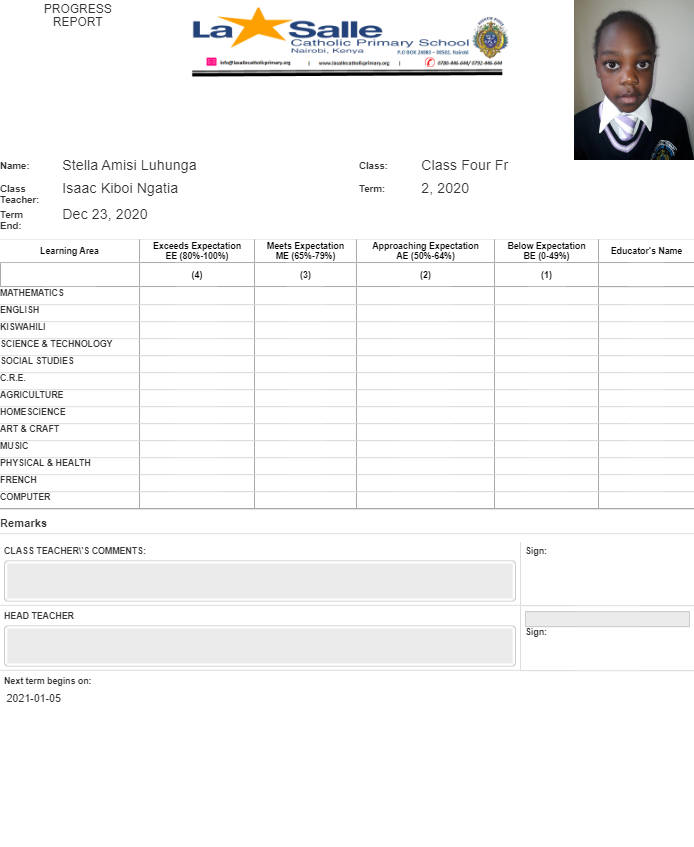 PROGRESS
REPORT
La Salle
Catholic Primary School
Nairobi, Kenya
P.O BOX 24083 – 00502, Nairobi
info@lasallecatholicprimary.org | www.lasallecatholicprimary.org | 0780-446-644/ 0792-446-644
Name: Stella Amisi Luhunga Class: Class Four Fr
Class Teacher: Isaac Kiboi Ngatia Term: 2, 2020
Term End: Dec 23, 2020
Learning Area Exceeds Expectation EE (80%-100%) Meets Expectation ME (65%-79%) Approaching Expectation AE (50%-64%) Below Expectation BE (0-49%) Educator's Name
(4) (3) (2) (1)
MATHEMATICS
ENGLISH
KISWAHILI
SCIENCE & TECHNOLOGY
SOCIAL STUDIES
C.R.E.
AGRICULTURE
HOMESCIENCE
ART & CRAFT
MUSIC
PHYSICAL & HEALTH
FRENCH
COMPUTER
Remarks
CLASS TEACHER\'S COMMENTS: Sign:
HEAD TEACHER
Sign:
Next term begins on:
2021-01-05